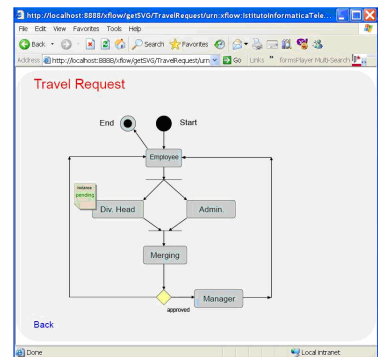 http://localhost:8888/xflow/getSVG/TravelRequest/urn:xflow:IstitutoInformaticaTele...
File Edit View Favorites Tools Help
Back Search Favorites
Address http://localhost:8888/xflow/getSVG/TravelRequest/urn Go Links » formsPlayer Multi-Search
Travel Request
End Start
Employee
instance
pending
Div. Head Admin.
Merging
Manager
approved
Back
Done Local intranet